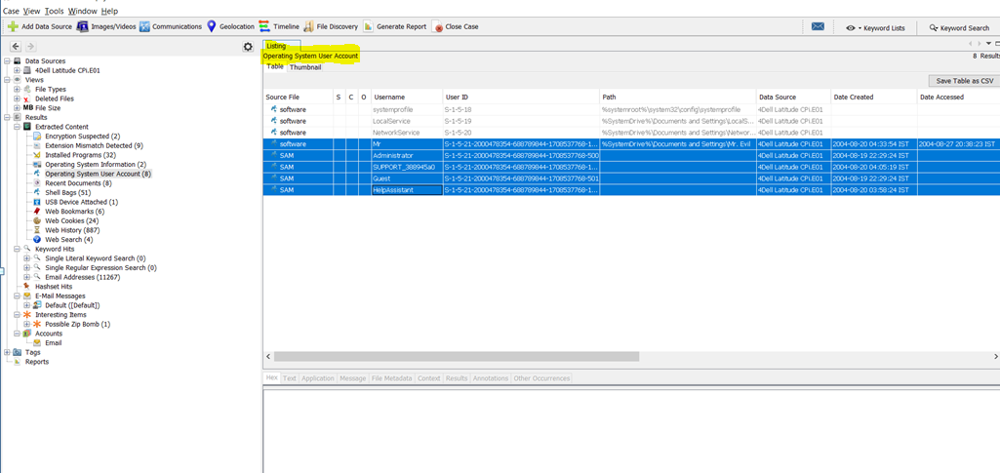 Case View Tools Window Help
Add Data Source Images/Videos Communications Geolocation Timeline File Discovery Generate Report Close Case Keyword Lists Keyword Search
Data Sources
4Dell Latitude CPi.E01
Views
File Types
Deleted Files
MB File Size
Results
Extracted Content
Encryption Suspected (2)
Extension Mismatch Detected (9)
Installed Programs (32)
Operating System Information (2)
Operating System User Account (8)
Recent Documents (8)
Shell Bags (51)
USB Device Attached (1)
Web Bookmarks (6)
Web Cookies (24)
Web History (887)
Web Search (4)
Keyword Hits
Single Literal Keyword Search (0)
Single Regular Expression Search (0)
Email Addresses (11267)
Hashset Hits
E-Mail Messages
Default ([Default])
Interesting Items
Possible Zip Bomb (1)
Accounts
Email
Tags
Reports
Listing
Operating System User Account
8 Results
Table Thumbnail
Save Table as CSV
Source File S C O Username User ID Path Data Source Date Created Date Accessed
software systemprofile S-1-5-18 %systemroot%\system32\config\systemprofile 4Dell Latitude CPi.E01
software LocalService S-1-5-19 %SystemDrive%\Documents and Settings\LocalS... 4Dell Latitude CPi.E01
software NetworkService S-1-5-20 %SystemDrive%\Documents and Settings\Networ... 4Dell Latitude CPi.E01
software Mr S-1-5-21-2000478354-688789844-1708537768-1... %SystemDrive%\Documents and Settings\Mr. Evil 4Dell Latitude CPi.E01 2004-08-20 04:33:54 IST 2004-08-27 20:38:23 IST
SAM Administrator S-1-5-21-2000478354-688789844-1708537768-500 4Dell Latitude CPi.E01 2004-08-19 22:29:24 IST
SAM SUPPORT_388945a0 S-1-5-21-2000478354-688789844-1708537768-1... 4Dell Latitude CPi.E01 2004-08-20 04:05:19 IST
SAM Guest S-1-5-21-2000478354-688789844-1708537768-501 4Dell Latitude CPi.E01 2004-08-19 22:29:24 IST
SAM HelpAssistant S-1-5-21-2000478354-688789844-1708537768-1... 4Dell Latitude CPi.E01 2004-08-20 03:58:24 IST
Hex Text Application Message File Metadata Context Results Annotations Other Occurrences